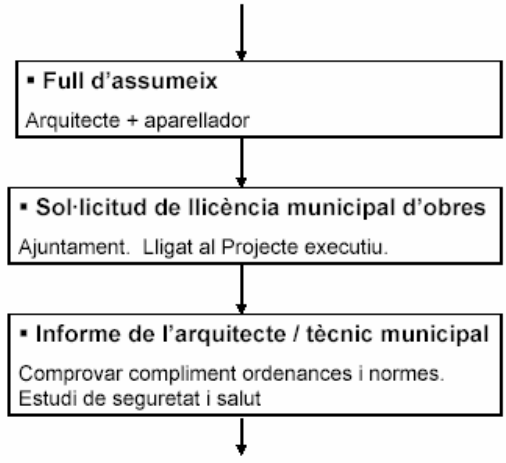 ▪ Full d'assumeix
Arquitecte + aparellador
▪ Sol·licitud de llicència municipal d'obres
Ajuntament. Lligat al Projecte executiu.
▪ Informe de l'arquitecte / tècnic municipal
Comprovar compliment ordenances i normes.
Estudi de seguretat i salut